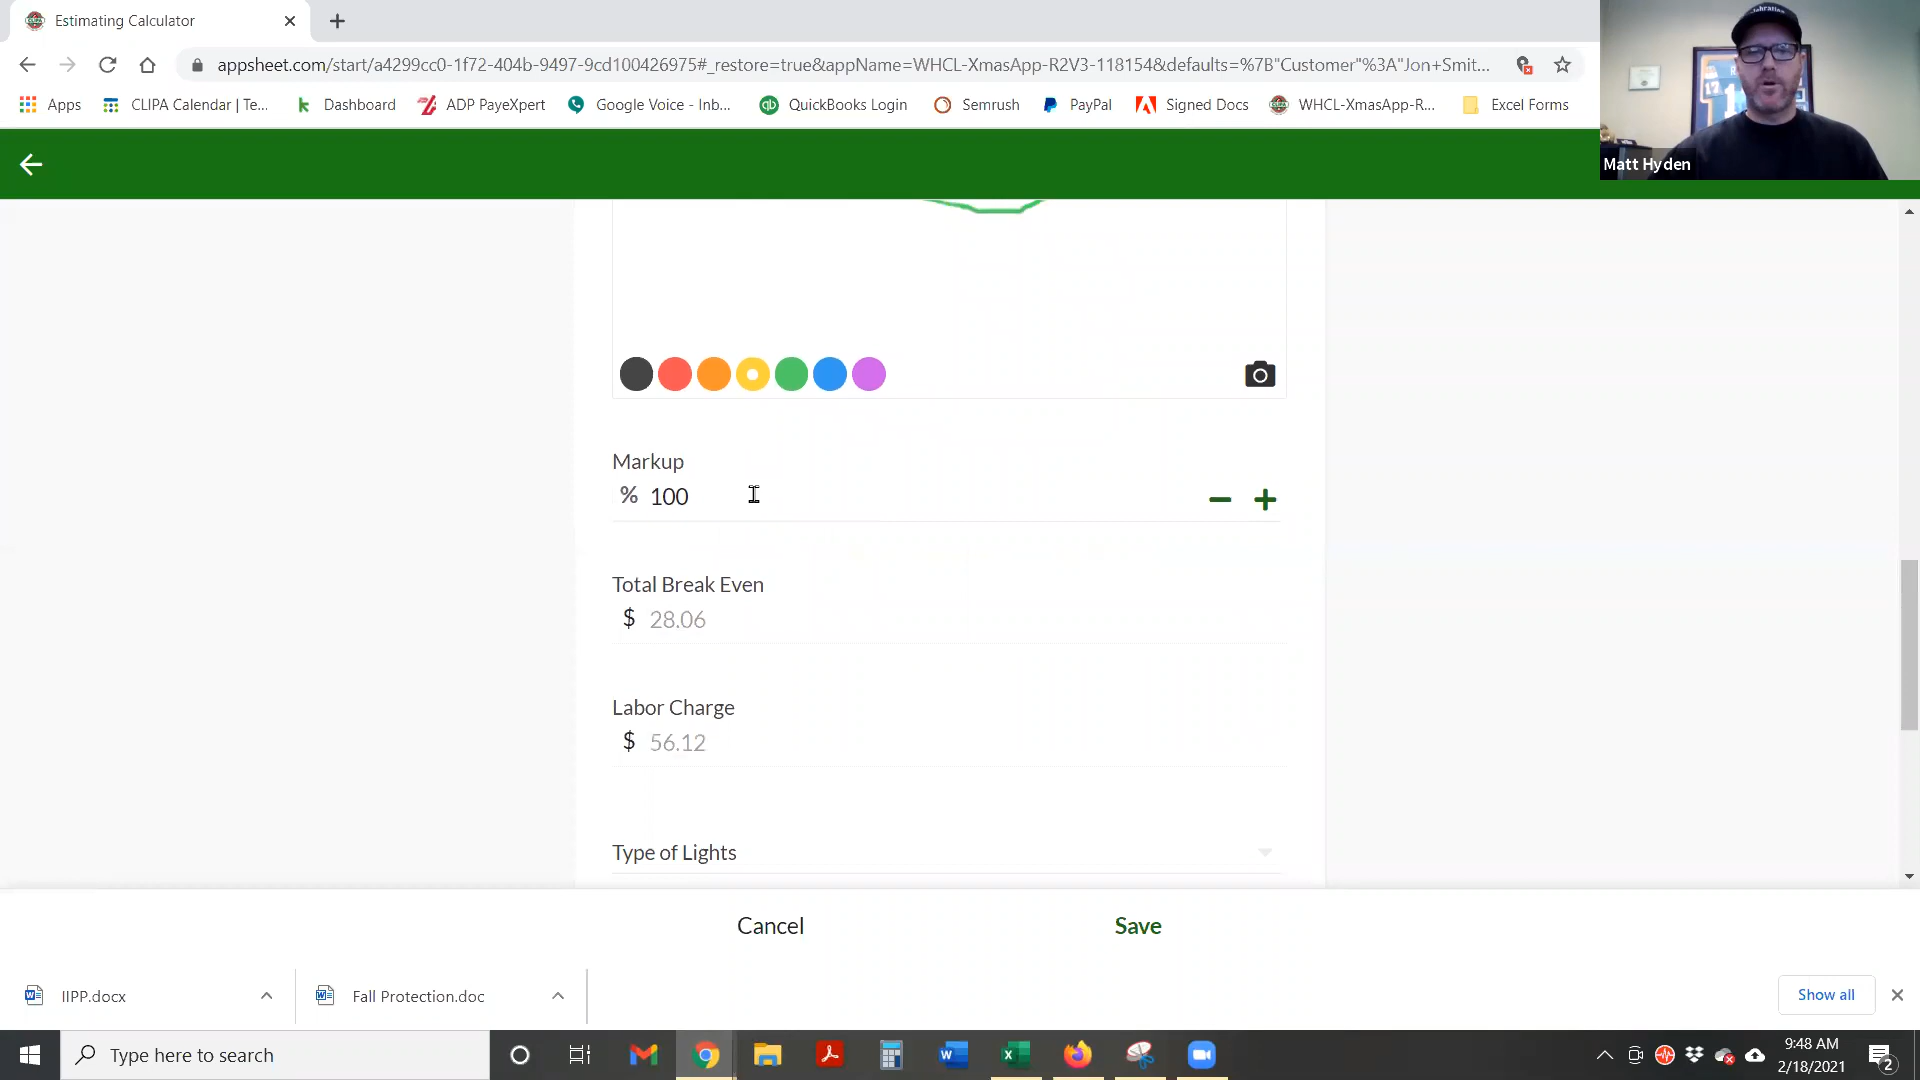 Estimating Calculator
appsheet.com/start/a4299cc0-1f72-404b-9497-9cd100426975#_restore=true&appName=WHCL-XmasApp-R2V3-118154&defaults=%7B"Customer"%3A"Jon+Smit...
Apps
CLIPA Calendar | Te...
Dashboard
ADP PayeXpert
Google Voice - Inb...
QuickBooks Login
Semrush
PayPal
Signed Docs
WHCL-XmasApp-R...
Excel Forms
Matt Hyden
Markup
% 100
Total Break Even
$ 28.06
Labor Charge
$ 56.12
Type of Lights
Cancel
Save
IIPP.docx
Fall Protection.doc
Show all
Type here to search
9:48 AM
2/18/2021
2